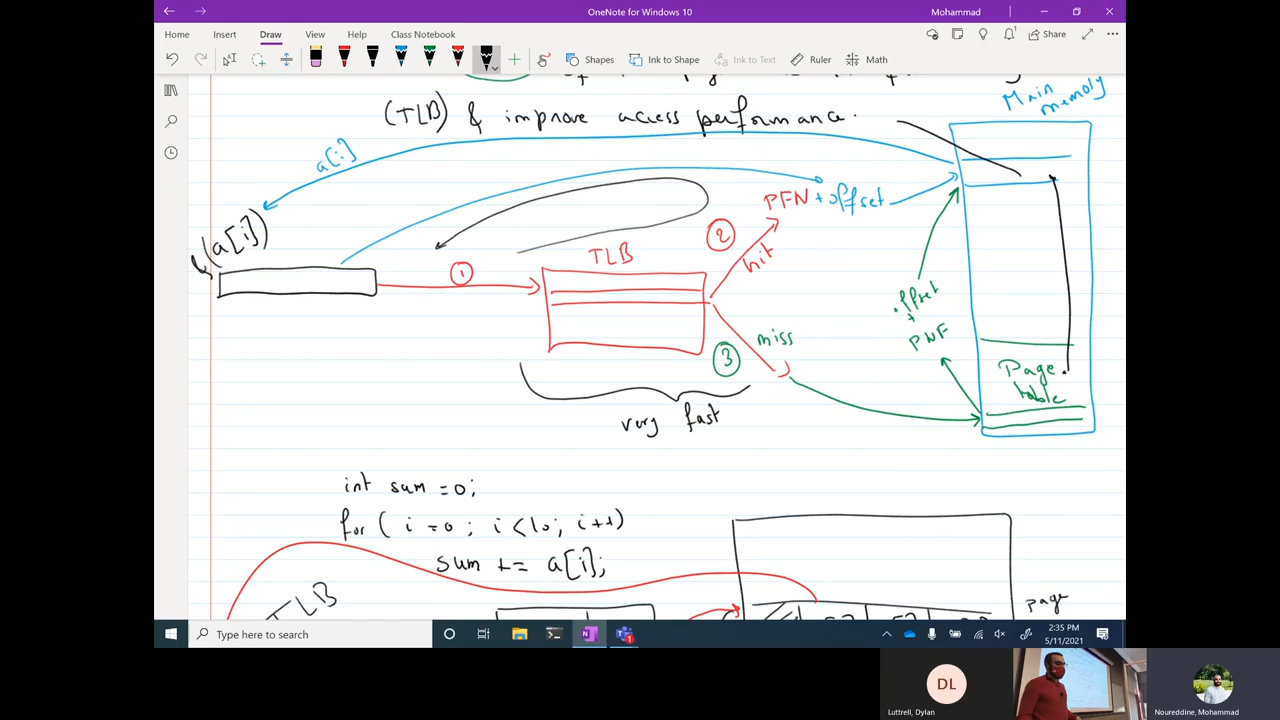 OneNote for Windows 10
Mohammad
Home Insert Draw View Help Class Notebook
Share
Shapes Ink to Shape Ink to Text Ruler Math
(TLB) & improve access performance.
Main memory
a[i]
(a[i])
PFN + offset
①
TLB
②
hit
offset
+
PWF
miss
③
Page
table
very fast
int sum = 0;
for ( i = 0 ; i < 10; i++)
sum += a[i];
TLB
page
Type here to search
2:35 PM
5/11/2021
DL
Luttrell, Dylan
Noureddine, Mohammad